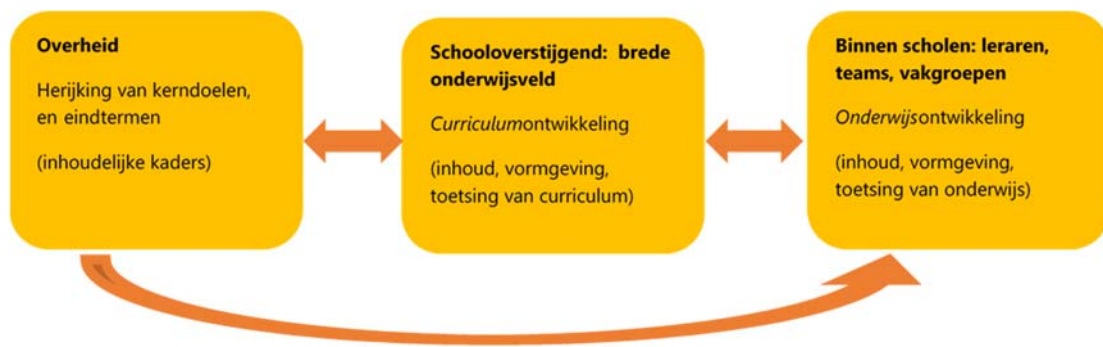 Overheid
Herijking van kerndoelen,
en eindtermen
(inhoudelijke kaders)
Schooloverstijgend: brede
onderwijsveld
Curriculumontwikkeling
(inhoud, vormgeving,
toetsing van curriculum)
Binnen scholen: leraren,
teams, vakgroepen
Onderwijsontwikkeling
(inhoud, vormgeving,
toetsing van onderwijs)